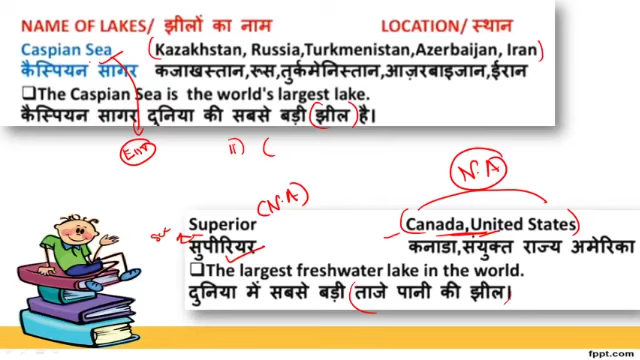 NAME OF LAKES/ झीलों का नाम LOCATION/ स्थान
Caspian Sea (Kazakhstan, Russia,Turkmenistan,Azerbaijan, Iran)
कैस्पियन सागर कजाखस्तान,रूस,तुर्कमेनिस्तान,आज़रबाइजान,ईरान
❑The Caspian Sea is the world's largest lake.
कैस्पियन सागर दुनिया की सबसे बड़ी झील है।
II) (
N.A
(N.A)
Superior (Canada,United States)
सुपीरियर कनाडा,संयुक्त राज्य अमेरिका
❑The largest freshwater lake in the world.
दुनिया में सबसे बड़ी (ताजे पानी की झील।
fppt.com